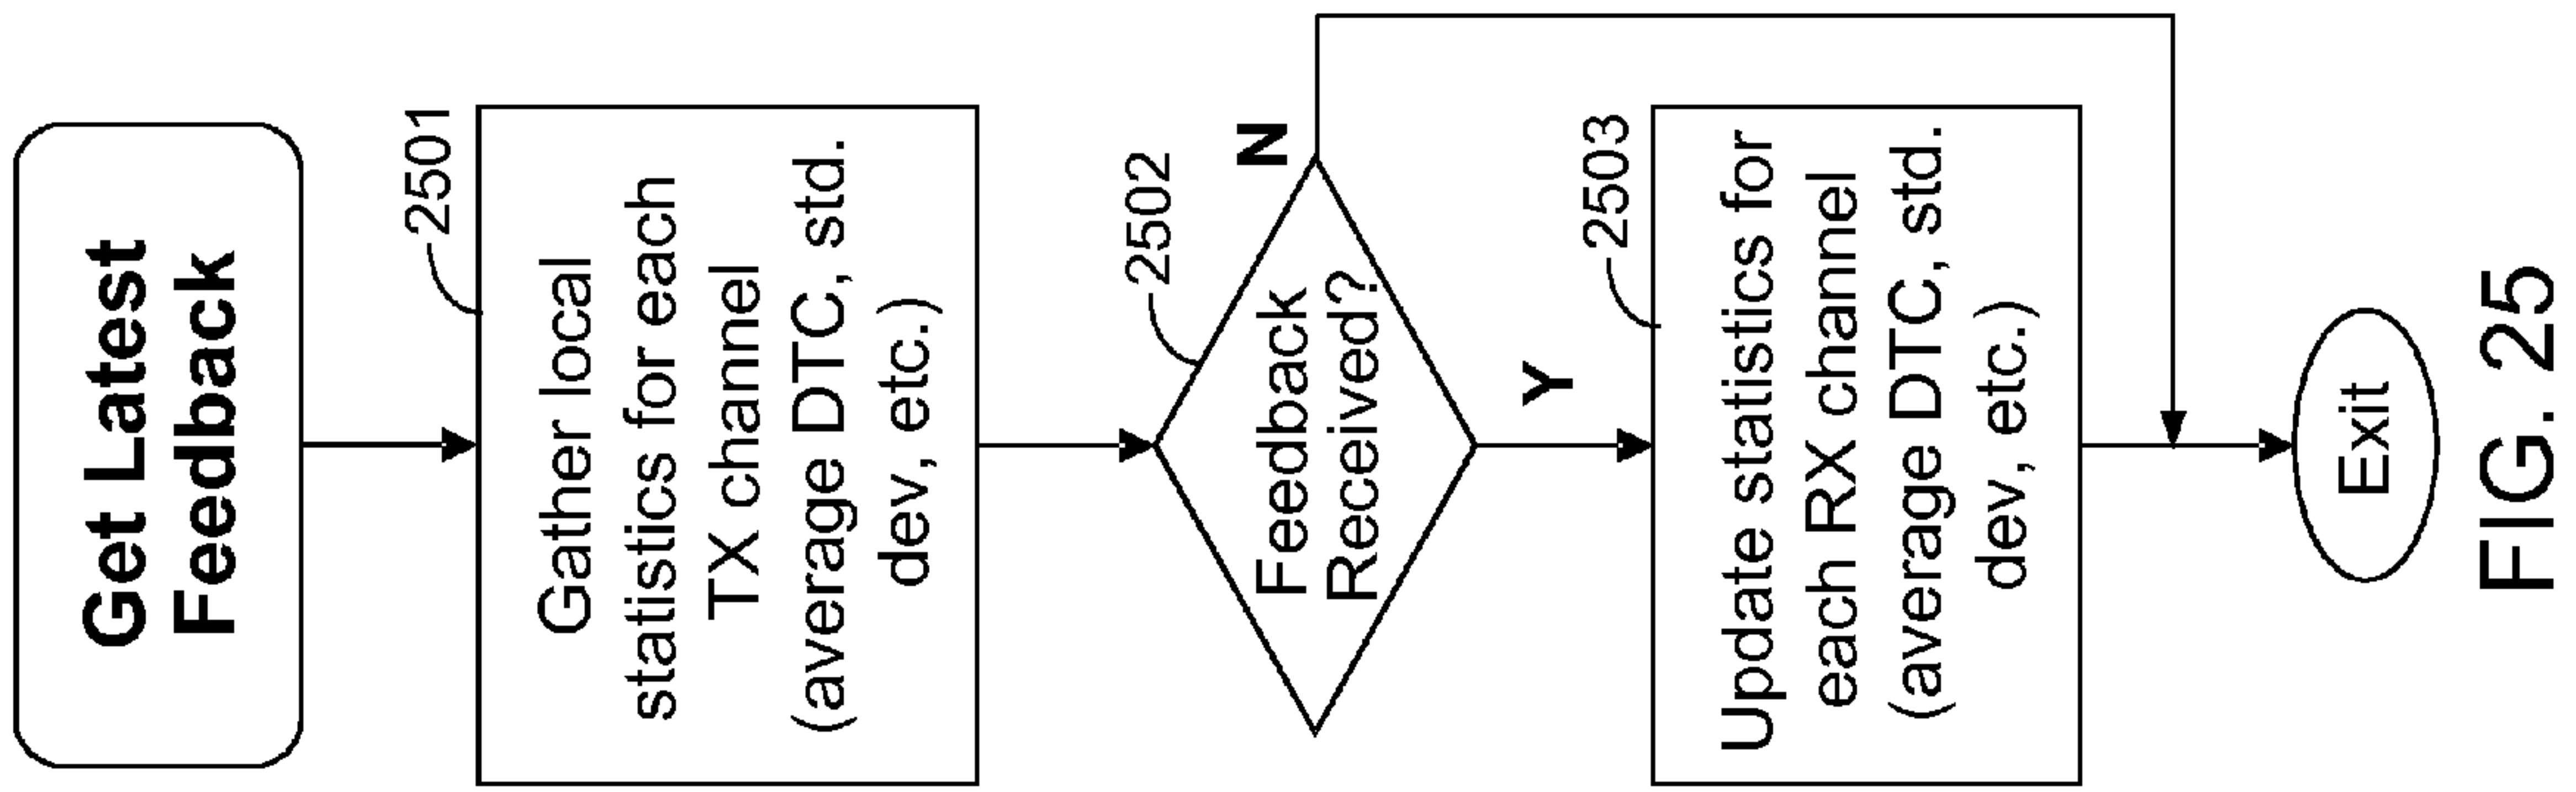 Get Latest
Feedback
2501
Gather local
statistics for each
TX channel
(average DTC, std.
dev, etc.)
2502
Feedback
Received?
N
Y
2503
Update statistics for
each RX channel
(average DTC, std.
dev, etc.)
Exit
FIG. 25